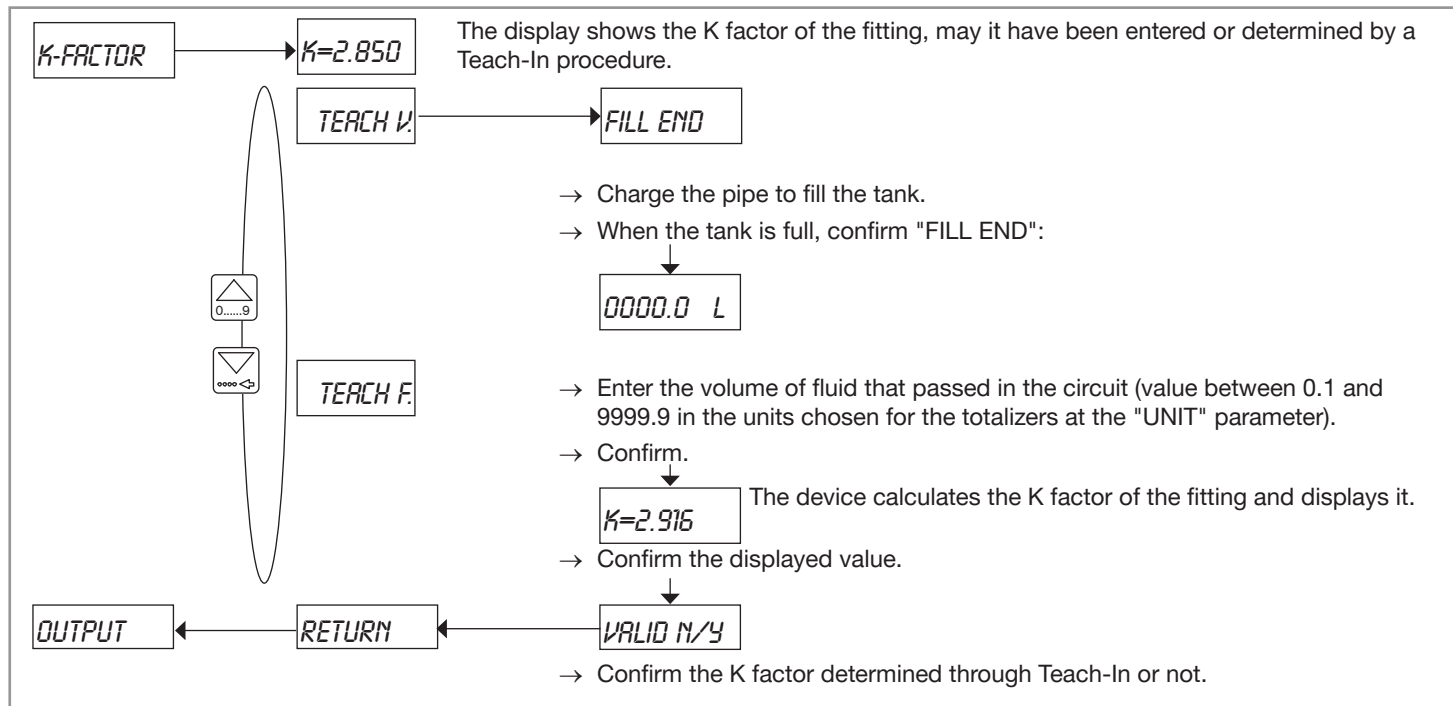 K-FACTOR
K=2.850
The display shows the K factor of the fitting, may it have been entered or determined by a
Teach-In procedure.
TEACH V.
FILL END
→ Charge the pipe to fill the tank.
→ When the tank is full, confirm "FILL END":
0000.0 L
0......9
TEACH F.
→ Enter the volume of fluid that passed in the circuit (value between 0.1 and
9999.9 in the units chosen for the totalizers at the "UNIT" parameter).
→ Confirm.
K=2.916
The device calculates the K factor of the fitting and displays it.
→ Confirm the displayed value.
OUTPUT
RETURN
VALID N/Y
→ Confirm the K factor determined through Teach-In or not.